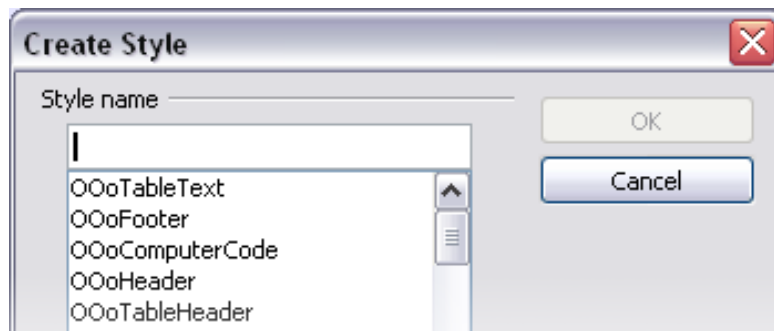 Create Style
Style name
OK
Cancel
OOoTableText
OOoFooter
OOoComputerCode
OOoHeader
OOoTableHeader